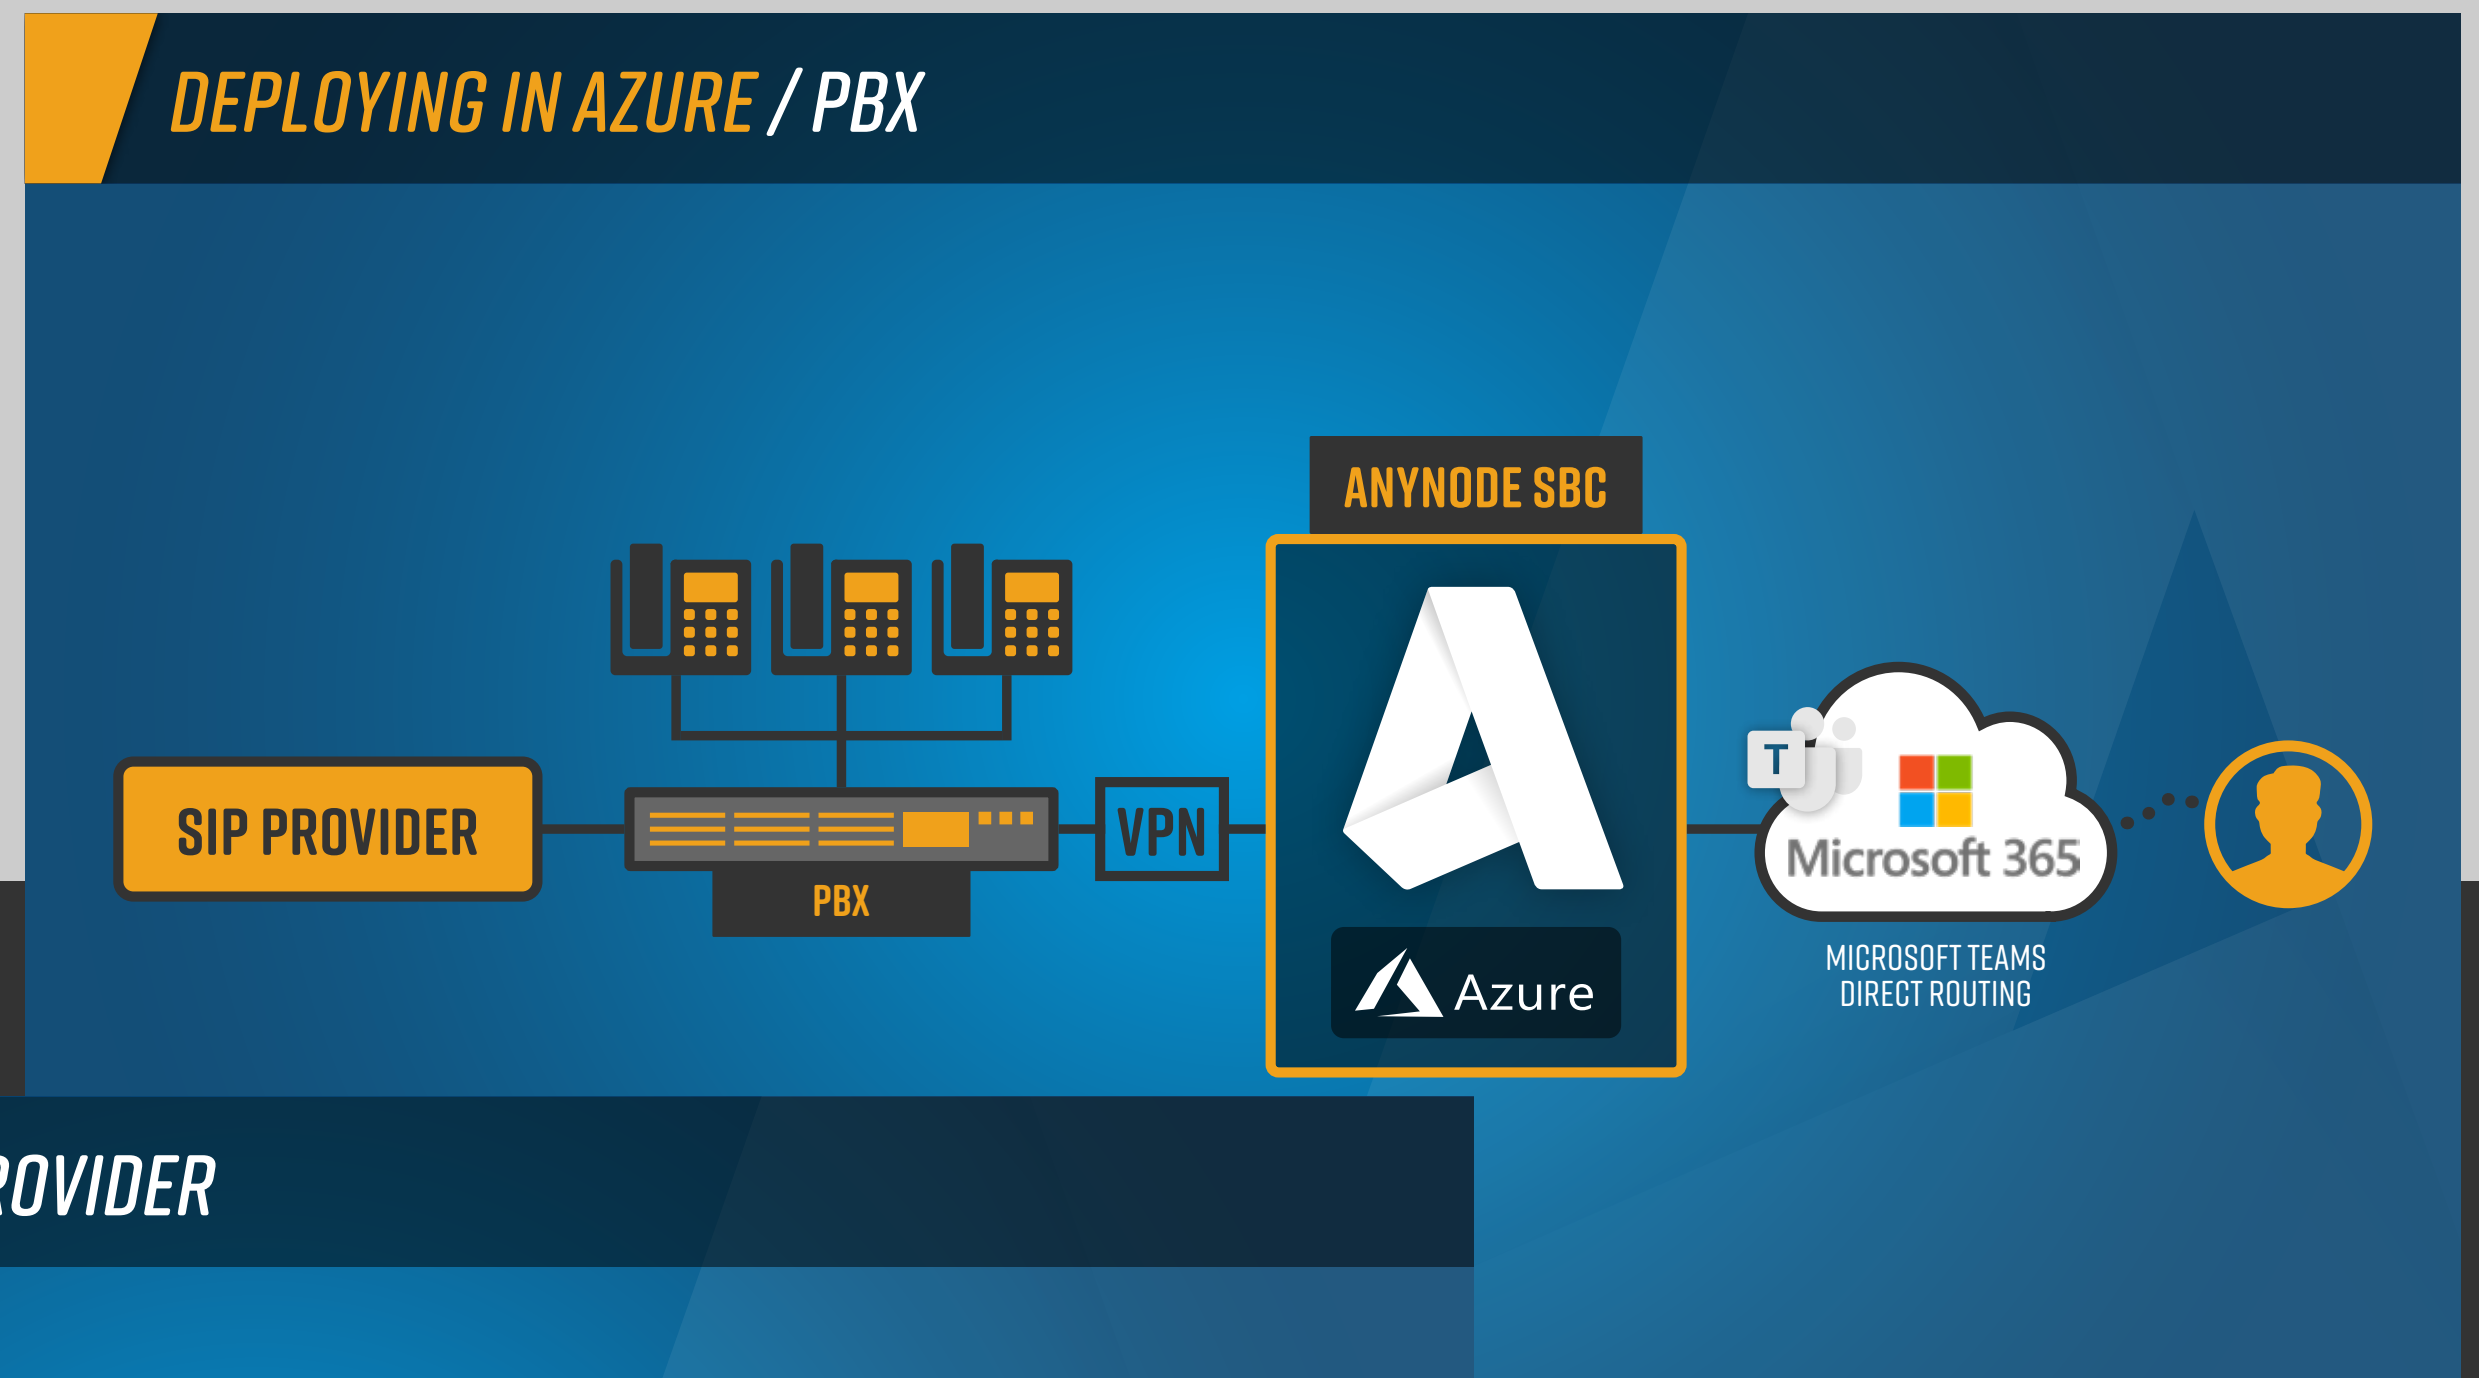 DEPLOYING IN AZURE / PBX
ANYNODE SBC
SIP PROVIDER
PBX
VPN
Azure
T
Microsoft 365
MICROSOFT TEAMS
DIRECT ROUTING
ROVIDER